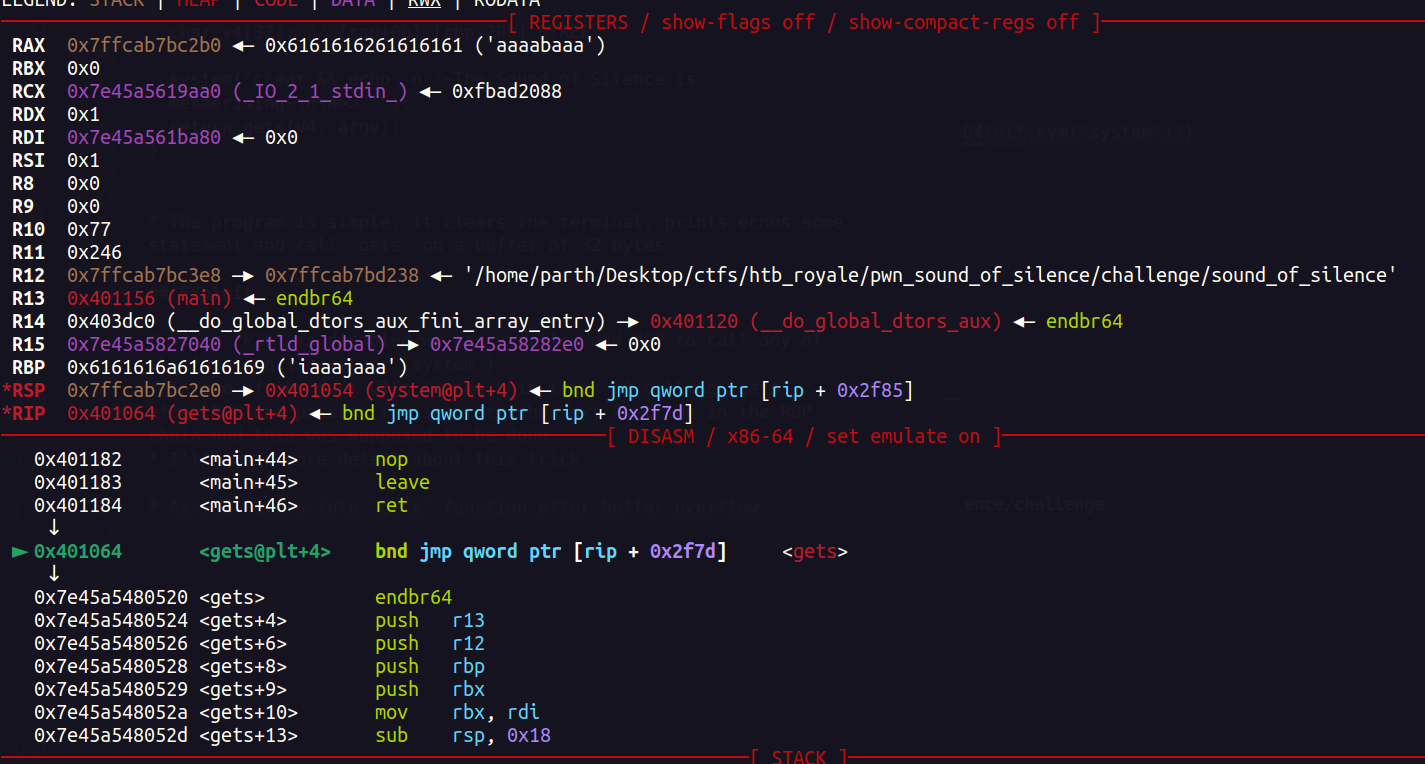 LEGEND: STACK | HEAP | CODE | DATA | RWX | RODATA
[ REGISTERS / show-flags off / show-compact-regs off ]
RAX 0x7ffcab7bc2b0 ◂— 0x6161616261616161 ('aaaabaaa')
RBX 0x0
RCX 0x7e45a5619aa0 (_IO_2_1_stdin_) ◂— 0xfbad2088
RDX 0x1
RDI 0x7e45a561ba80 ◂— 0x0
RSI 0x1
R8 0x0
R9 0x0
R10 0x77
R11 0x246
R12 0x7ffcab7bc3e8 —▸ 0x7ffcab7bd238 ◂— '/home/parth/Desktop/ctfs/htb_royale/pwn_sound_of_silence/challenge/sound_of_silence'
R13 0x401156 (main) ◂— endbr64
R14 0x403dc0 (__do_global_dtors_aux_fini_array_entry) —▸ 0x401120 (__do_global_dtors_aux) ◂— endbr64
R15 0x7e45a5827040 (_rtld_global) —▸ 0x7e45a58282e0 ◂— 0x0
RBP 0x6161616a61616169 ('iaaajaaa')
*RSP 0x7ffcab7bc2e0 —▸ 0x401054 (system@plt+4) ◂— bnd jmp qword ptr [rip + 0x2f85]
*RIP 0x401064 (gets@plt+4) ◂— bnd jmp qword ptr [rip + 0x2f7d]
[ DISASM / x86-64 / set emulate on ]
0x401182 <main+44> nop
0x401183 <main+45> leave
0x401184 <main+46> ret
↓
► 0x401064 <gets@plt+4> bnd jmp qword ptr [rip + 0x2f7d] <gets>
↓
0x7e45a5480520 <gets> endbr64
0x7e45a5480524 <gets+4> push r13
0x7e45a5480526 <gets+6> push r12
0x7e45a5480528 <gets+8> push rbp
0x7e45a5480529 <gets+9> push rbx
0x7e45a548052a <gets+10> mov rbx, rdi
0x7e45a548052d <gets+13> sub rsp, 0x18
[ STACK ]